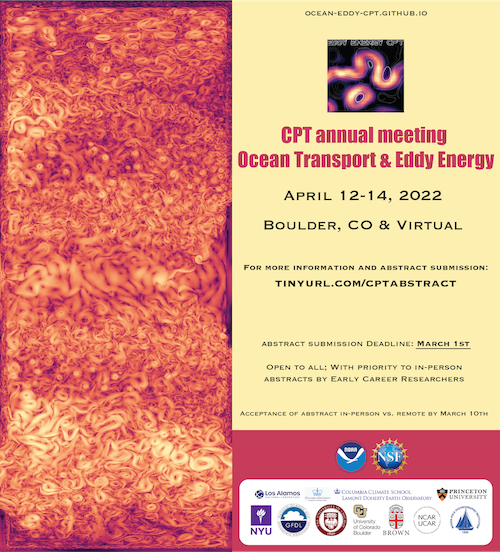 OCEAN-EDDY-CPT.GITHUB.IO
EDDY ENERGY CPT
CPT annual meeting
Ocean Transport & Eddy Energy
APRIL 12-14, 2022
BOULDER, CO & VIRTUAL
FOR MORE INFORMATION AND ABSTRACT SUBMISSION:
TINYURL.COM/CPTABSTRACT
ABSTRACT SUBMISSION DEADLINE: MARCH 1ST
OPEN TO ALL; WITH PRIORITY TO IN-PERSON
ABSTRACTS BY EARLY CAREER RESEARCHERS
ACCEPTANCE OF ABSTRACT IN-PERSON VS. REMOTE BY MARCH 10TH
NOAA
NSF
Los Alamos
COLUMBIA CLIMATE SCHOOL
LAMONT-DOHERTY EARTH OBSERVATORY
PRINCETON
UNIVERSITY
NYU
GFDL
University of
Colorado
Boulder
BROWN
NCAR
UCAR